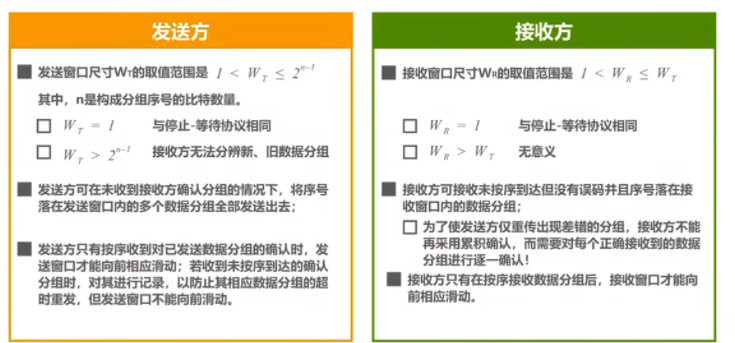 发送方
发送窗口尺寸WT的取值范围是 1 < W_T ≤ 2^{n-1}
其中，n是构成分组序号的比特数量。
W_T = 1 与停止-等待协议相同
W_T > 2^{n-1} 接收方无法分辨新、旧数据分组
发送方可在未收到接收方确认分组的情况下，将序号
落在发送窗口内的多个数据分组全部发送出去；
发送方只有按序收到对已发送数据分组的确认时，发
送窗口才能向前相应滑动；若收到未按序到达的确认
分组时，对其进行记录，以防止其相应数据分组的超
时重发，但发送窗口不能向前滑动。
接收方
接收窗口尺寸WR的取值范围是 1 < W_R ≤ W_T
W_R = 1 与停止-等待协议相同
W_R > W_T 无意义
接收方可接收未按序到达但没有误码并且序号落在接
收窗口内的数据分组；
为了使发送方仅重传出现差错的分组，接收方不能
再采用累积确认，而需要对每个正确接收到的数据
分组进行逐一确认！
接收方只有在按序接收数据分组后，接收窗口才能向
前相应滑动。